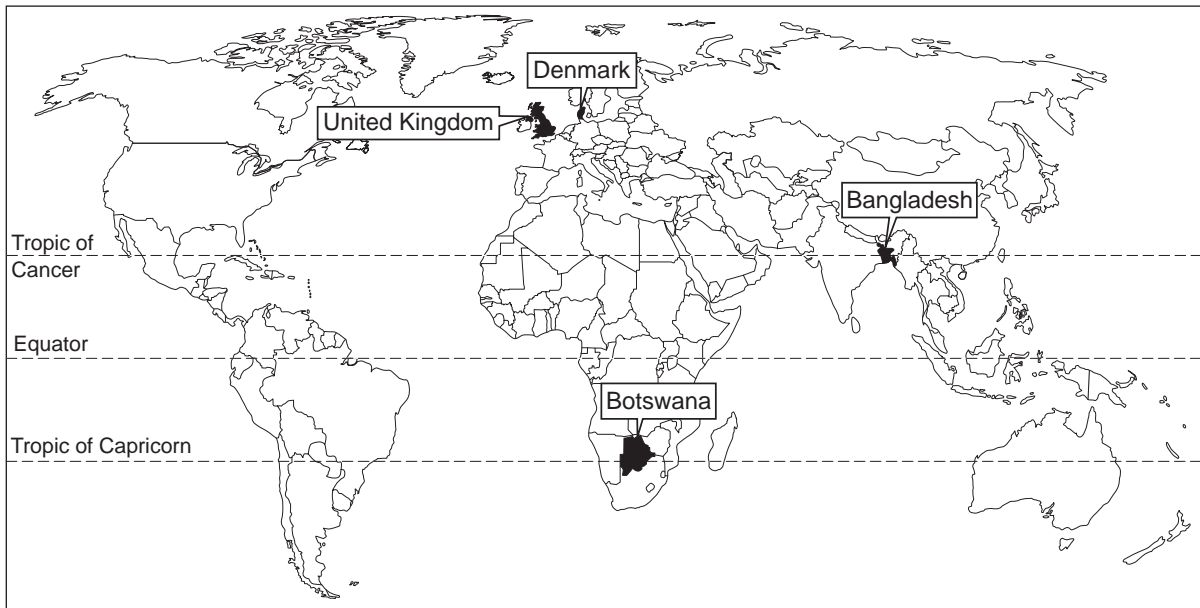 Denmark
United Kingdom
Bangladesh
Tropic of
Cancer
Equator
Botswana
Tropic of Capricorn